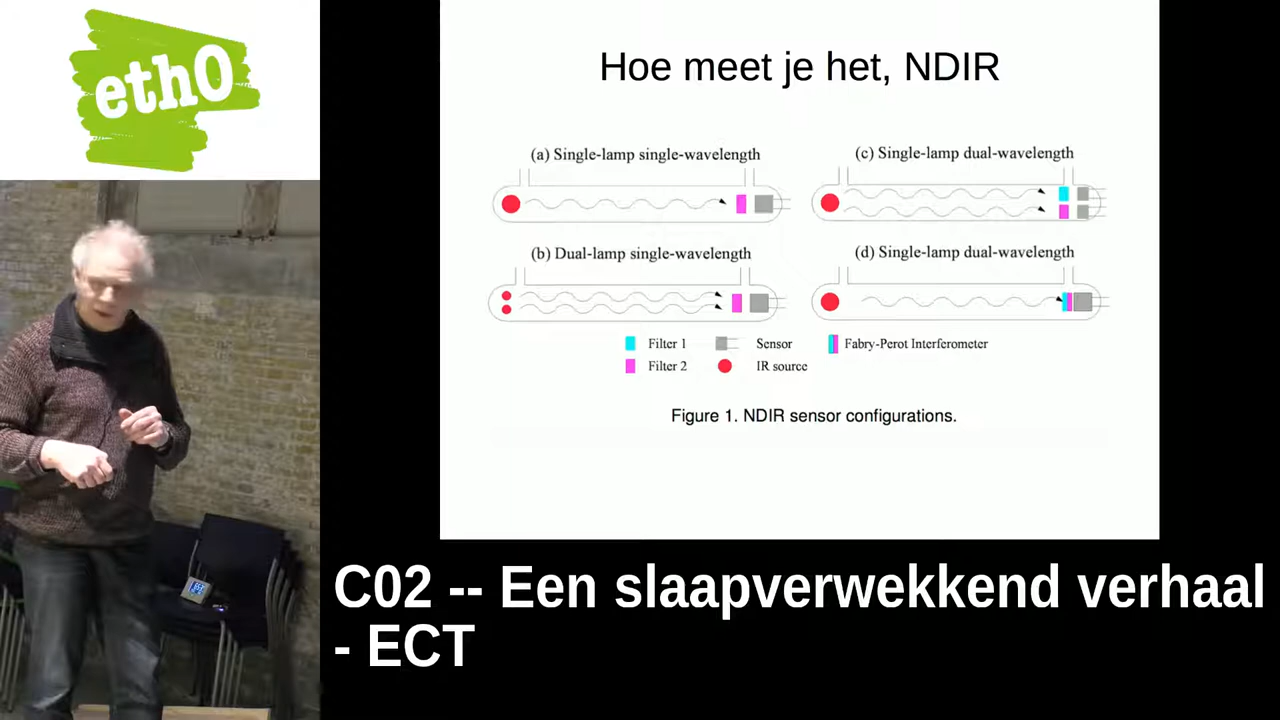 eth0
Hoe meet je het, NDIR
(a) Single-lamp single-wavelength
(c) Single-lamp dual-wavelength
(b) Dual-lamp single-wavelength
(d) Single-lamp dual-wavelength
Filter 1
Sensor
Fabry-Perot Interferometer
Filter 2
IR source
Figure 1. NDIR sensor configurations.
C02 -- Een slaapverwekkend verhaal
- ECT